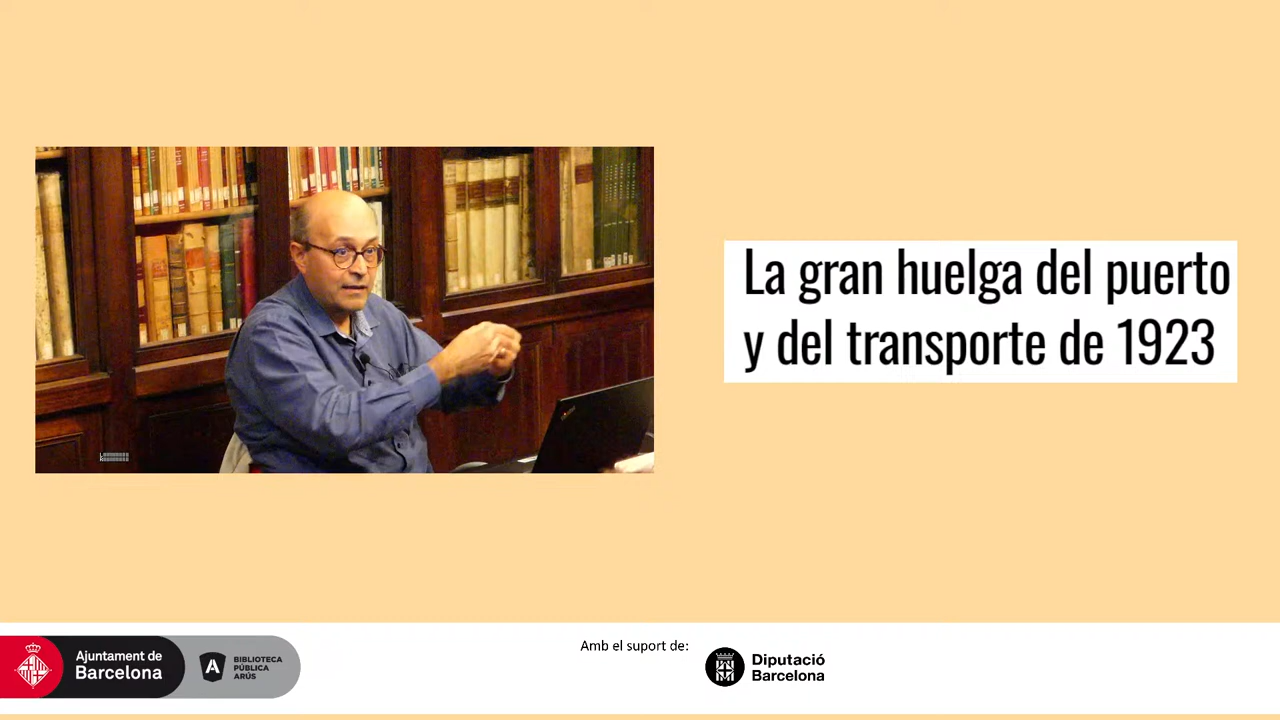 La gran huelga del puerto
y del transporte de 1923
Amb el suport de:
Ajuntament de
Barcelona
A
BIBLIOTECA
PÚBLICA
ARÚS
Diputació
Barcelona